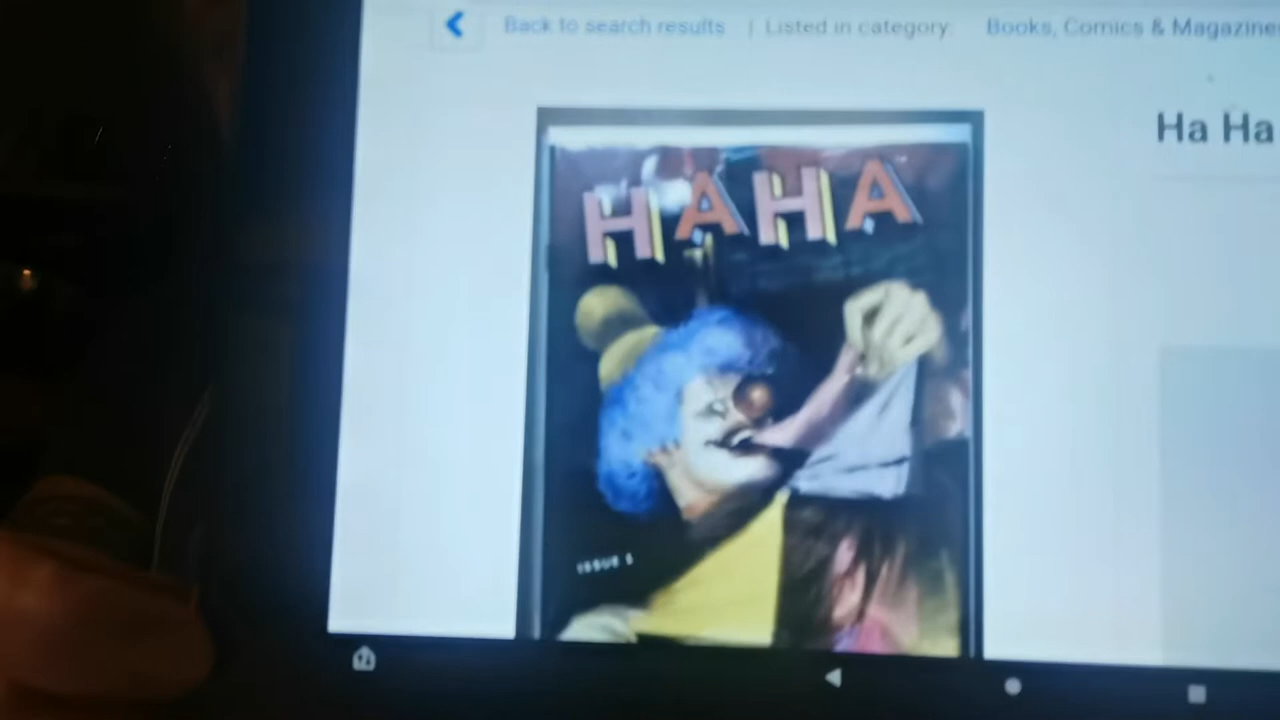 Back to search results | Listed in category: Books, Comics & Magazines
Ha Ha
HAHA
ISSUE 1